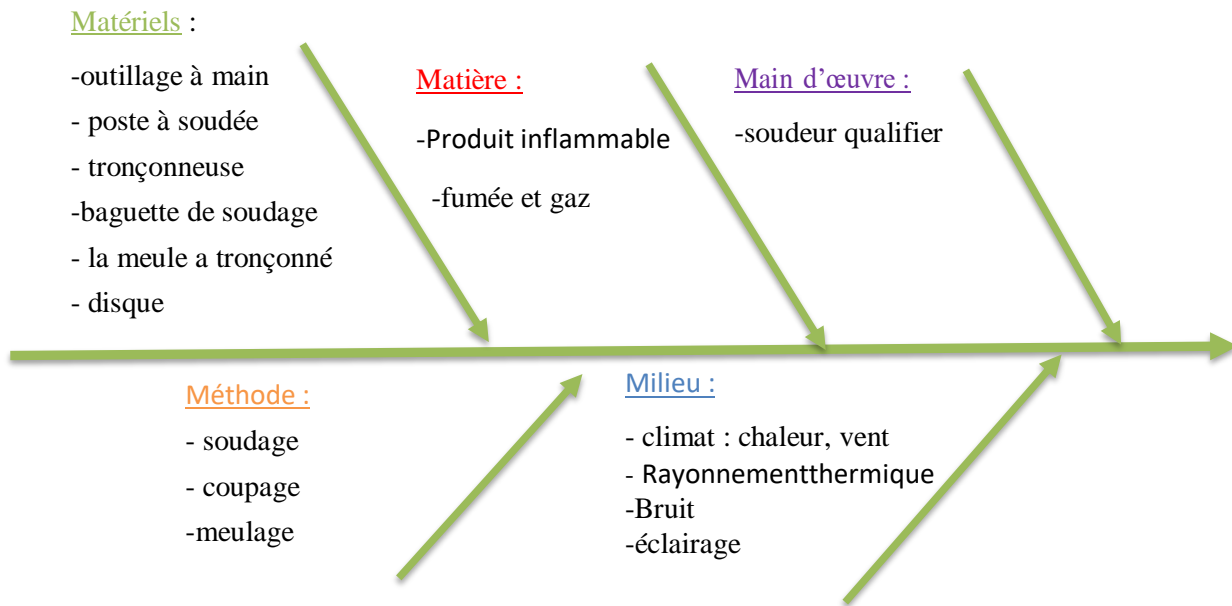 Matériels :
-outillage à main
- poste à soudée
- tronçonneuse
-baguette de soudage
- la meule a tronçonné
- disque
Matière :
-Produit inflammable
-fumée et gaz
Main d’œuvre :
-soudeur qualifier
Méthode :
- soudage
- coupage
-meulage
Milieu :
- climat : chaleur, vent
- Rayonnementthermique
-Bruit
-éclairage